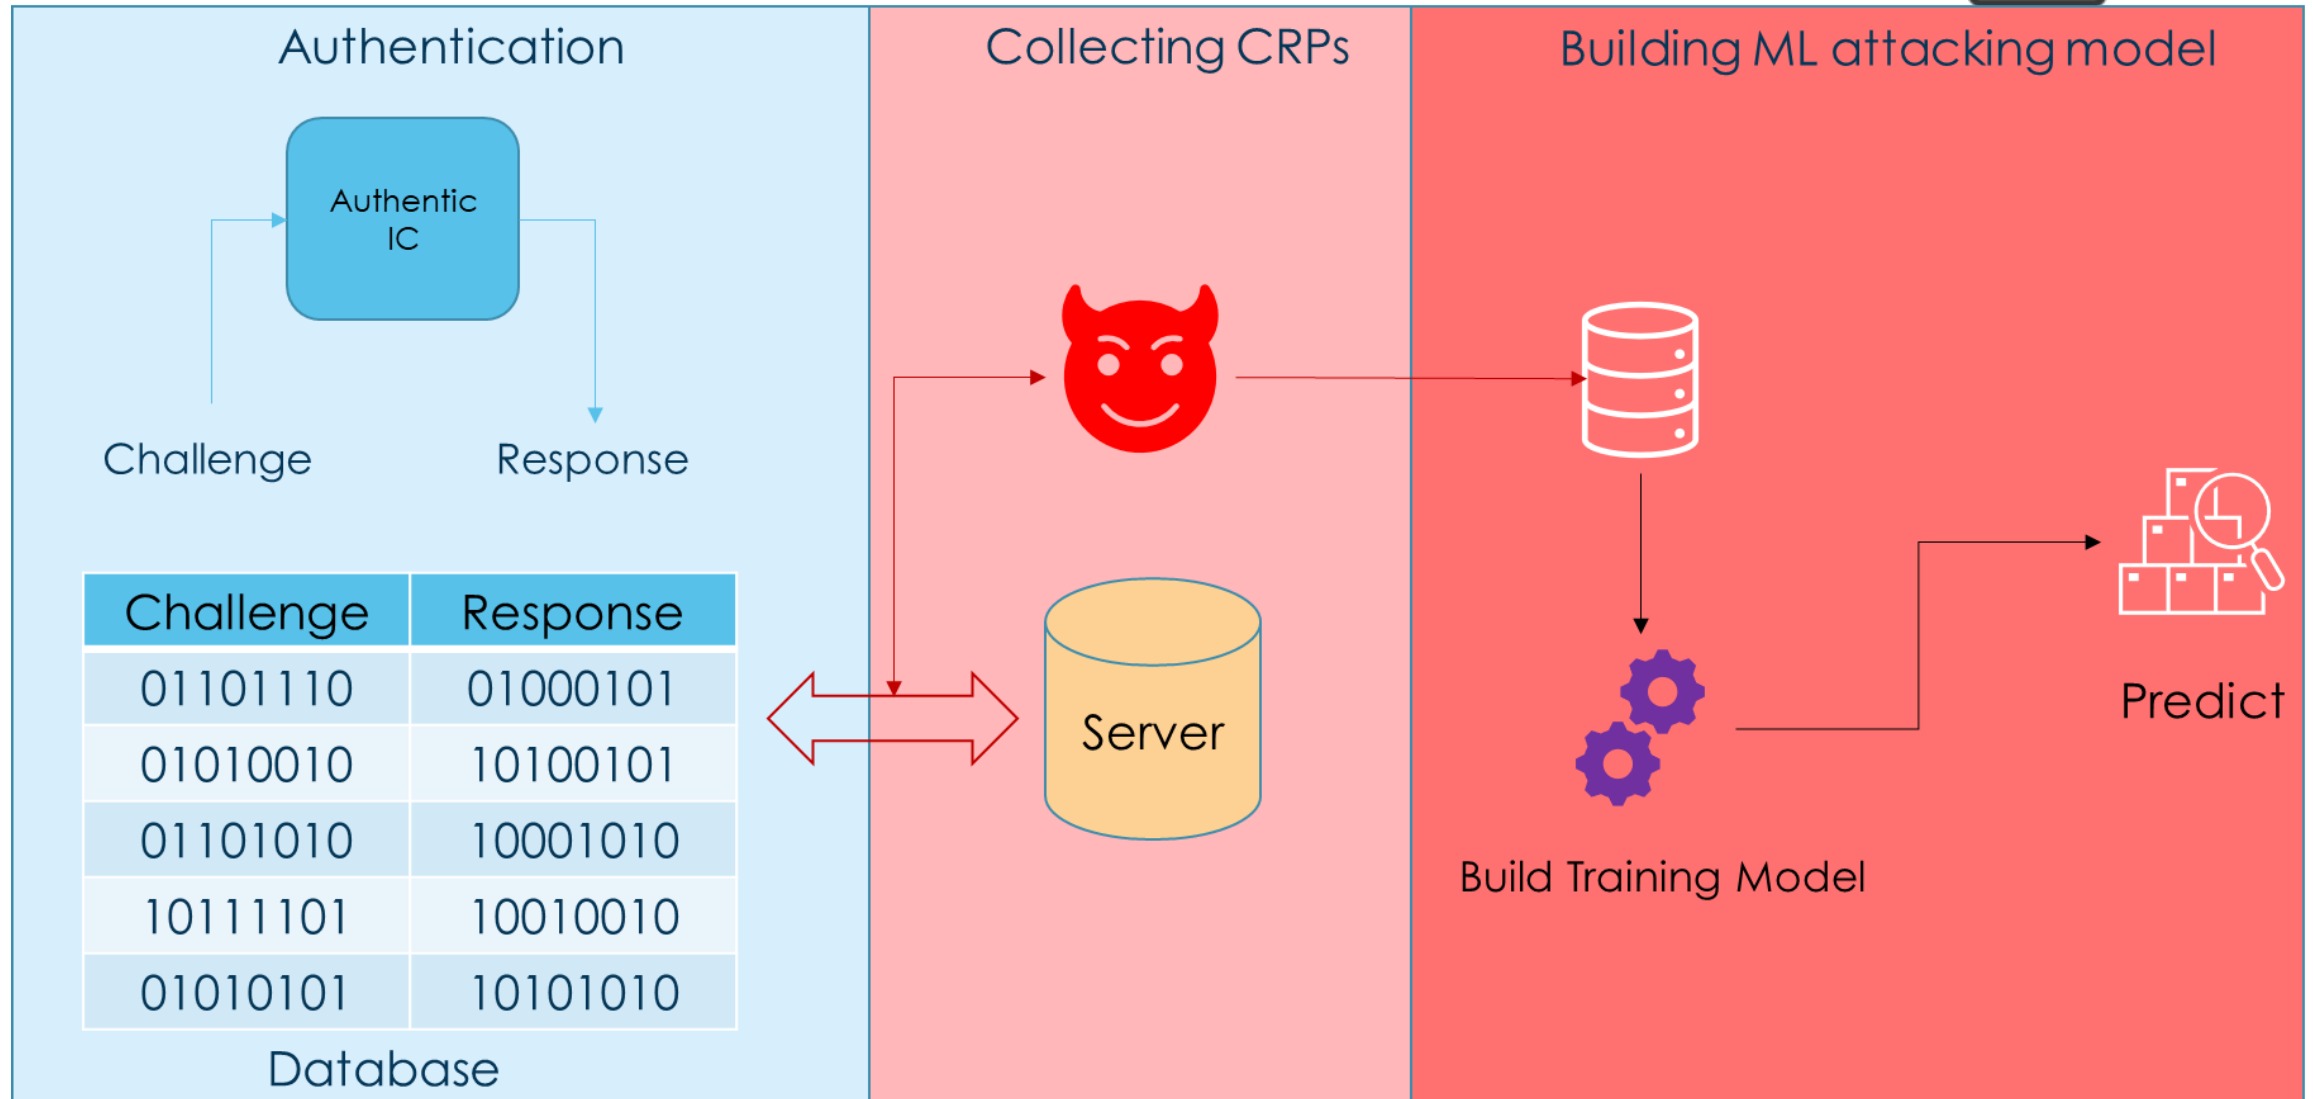 Authentication
Authentic
IC
Challenge
Response
Challenge Response
01101110 01000101
01010010 10100101
01101010 10001010
10111101 10010010
01010101 10101010
Database
Collecting CRPs
Server
Building ML attacking model
Build Training Model
Predict